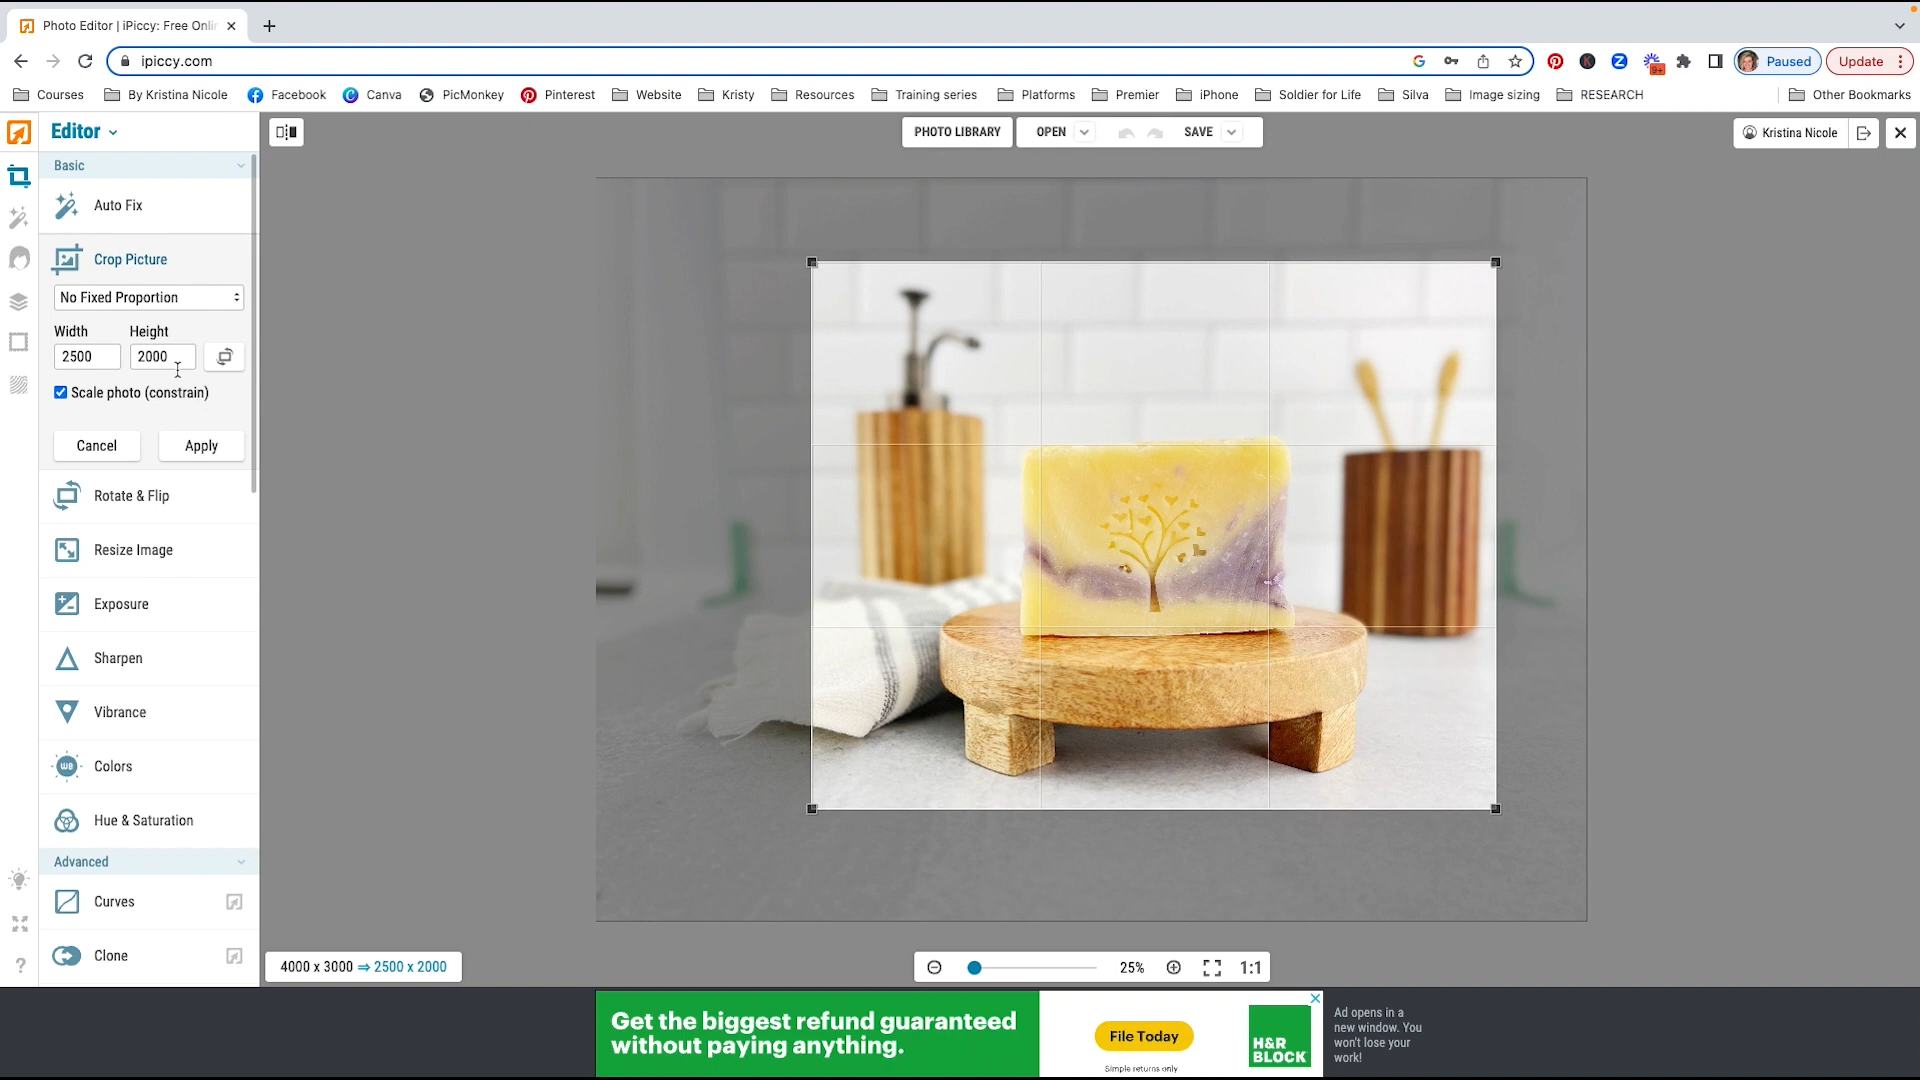 Photo Editor | iPiccy: Free Onlin
ipiccy.com
Paused
Update
Courses
By Kristina Nicole
Facebook
Canva
PicMonkey
Pinterest
Website
Kristy
Resources
Training series
Platforms
Premier
iPhone
Soldier for Life
Silva
Image sizing
RESEARCH
Other Bookmarks
Editor
PHOTO LIBRARY
OPEN
SAVE
Kristina Nicole
Basic
Auto Fix
Crop Picture
No Fixed Proportion
Width Height
2500 2000
Scale photo (constrain)
Cancel Apply
Rotate & Flip
Resize Image
Exposure
Sharpen
Vibrance
Colors
Hue & Saturation
Advanced
Curves
Clone
4000 x 3000 ⇒ 2500 x 2000
25%
1:1
Get the biggest refund guaranteed
without paying anything.
File Today
Simple returns only
H&R
BLOCK
Ad opens in a
new window. You
won't lose your
work!